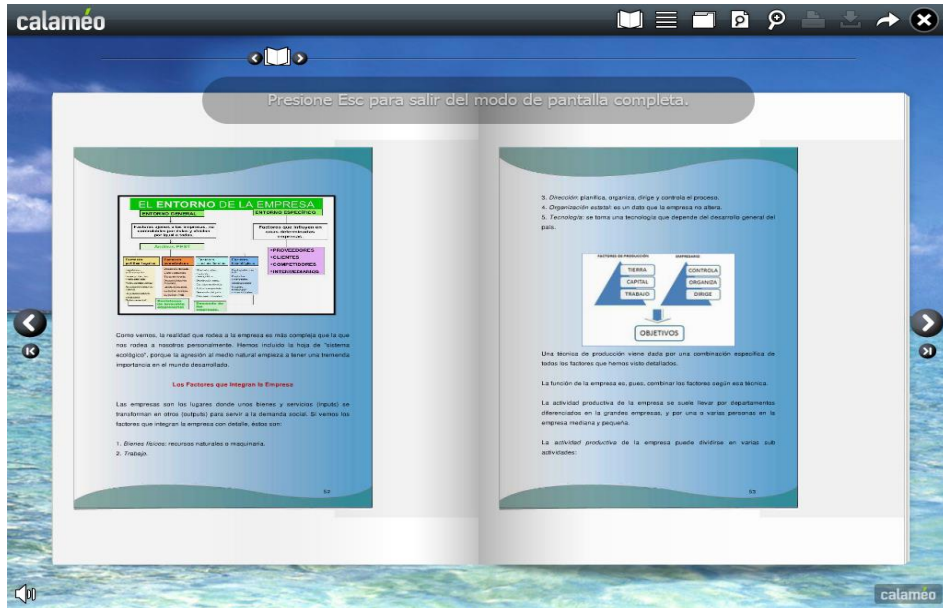 calaméo
Presione Esc para salir del modo de pantalla completa.
EL ENTORNO DE LA EMPRESA
ENTORNO GENERAL
ENTORNO ESPECÍFICO
Factores que influyen en
•PROVEEDORES
•CLIENTES
•COMPETIDORES
•INTERMEDIARIOS
Como vemos, la realidad que rodea a la empresa es más compleja que la que
nos rodea a nosotros personalmente. Hemos incluido la hoja de "sistema
ecológico", porque la agresión al medio natural empieza a tener una tremenda
importancia en el mundo desarrollado.
Los Factores que Integran la Empresa
Las empresas son los lugares donde unos bienes y servicios (inputs) se
transforman en otros (outputs) para servir a la demanda social. Si vemos los
factores que integran la empresa con detalle, éstos son:
1. Bienes físicos: recursos naturales o maquinaria.
2. Trabajo.
52
3. Dirección: planifica, organiza, dirige y controla el proceso.
4. Organización estatal: es un dato que la empresa no altera.
5. Tecnología: se toma una tecnología que depende del desarrollo general del
país.
FACTORES DE PRODUCCIÓN
EMPRESARIO
TIERRA
CAPITAL
TRABAJO
CONTROLA
ORGANIZA
DIRIGE
OBJETIVOS
Una técnica de producción viene dada por una combinación específica de
todos los factores que hemos visto detallados.
La función de la empresa es, pues, combinar los factores según esa técnica.
La actividad productiva de la empresa se suele llevar por departamentos
diferenciados en la grandes empresas, y por una o varias personas en la
empresa mediana y pequeña.
La actividad productiva de la empresa puede dividirse en varias sub
actividades:
53
calaméo